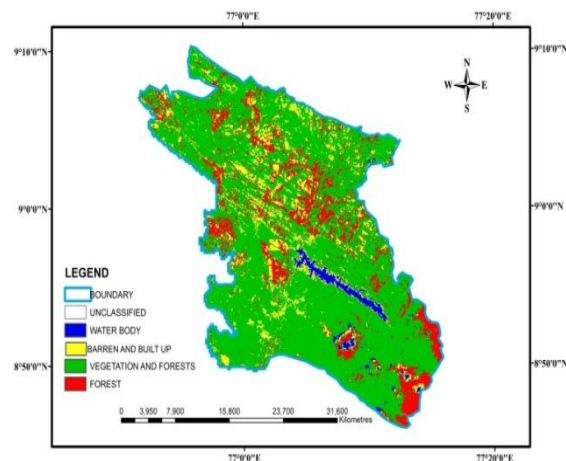 77°0'0"E 77°20'0"E
9°10'0"N 9°10'0"N
N
W E
S
9°0'0"N 9°0'0"N
LEGEND
BOUNDARY
UNCLASSIFIED
WATER BODY
BARREN AND BUILT UP
VEGETATION AND FORESTS
FOREST
8°50'0"N 8°50'0"N
0 3,950 7,900 15,800 23,700 31,600
Kilometres
77°0'0"E 77°20'0"E